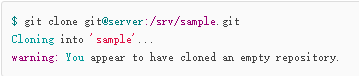 $ git clone git@server:/srv/sample.git
Cloning into 'sample'...
warning: You appear to have cloned an empty repository.